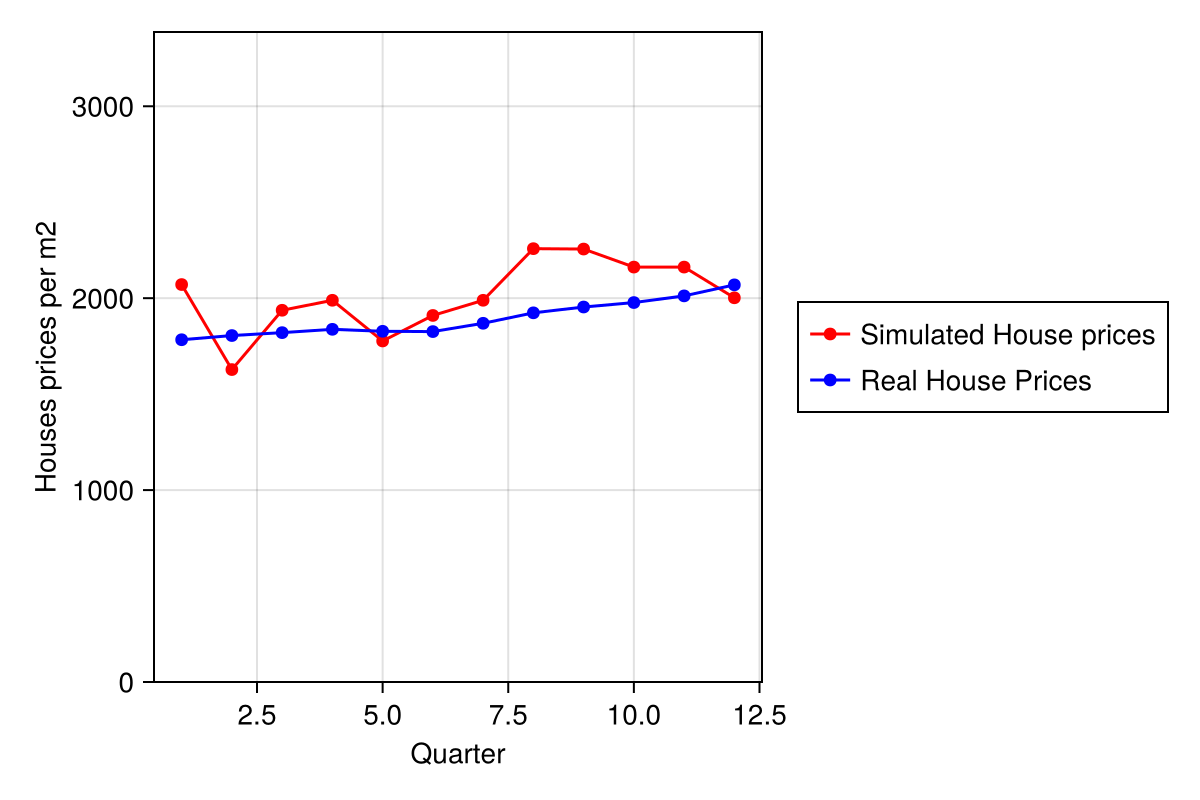 3000
2000
1000
0
Houses prices per m2
2.5 5.0 7.5 10.0 12.5
Quarter
Simulated House prices
Real House Prices